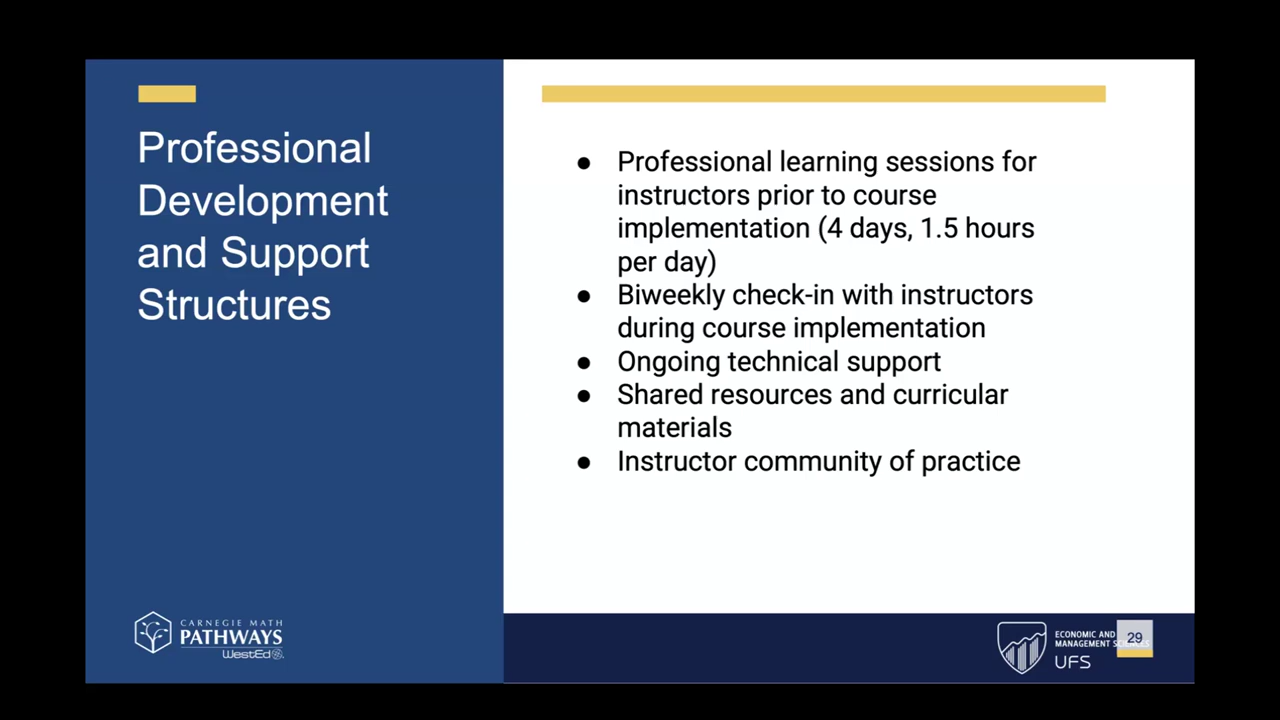 Professional
Development
and Support
Structures
● Professional learning sessions for
instructors prior to course
implementation (4 days, 1.5 hours
per day)
● Biweekly check-in with instructors
during course implementation
● Ongoing technical support
● Shared resources and curricular
materials
● Instructor community of practice
CARNEGIE MATH
PATHWAYS
WestEd
ECONOMIC AND
MANAGEMENT SCIENCES
UFS
29